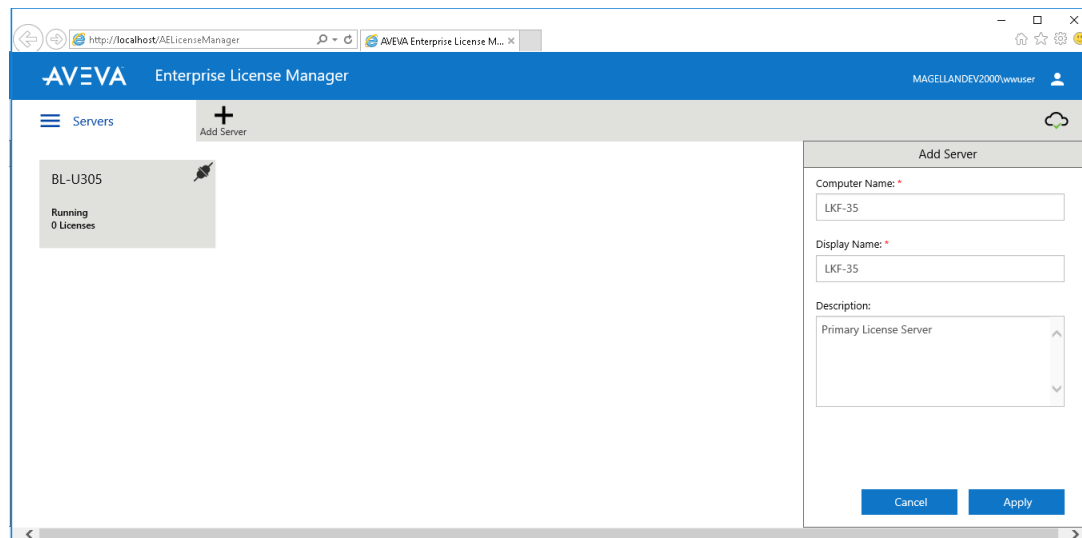 http://localhost/AELicenseManager
AVEVA Enterprise License M...
AVEVA
Enterprise License Manager
MAGELLANDEV2000\wwuser
Servers
Add Server
Add Server
BL-U305
Running
0 Licenses
Computer Name: *
LKF-35
Display Name: *
LKF-35
Description:
Primary License Server
Cancel
Apply